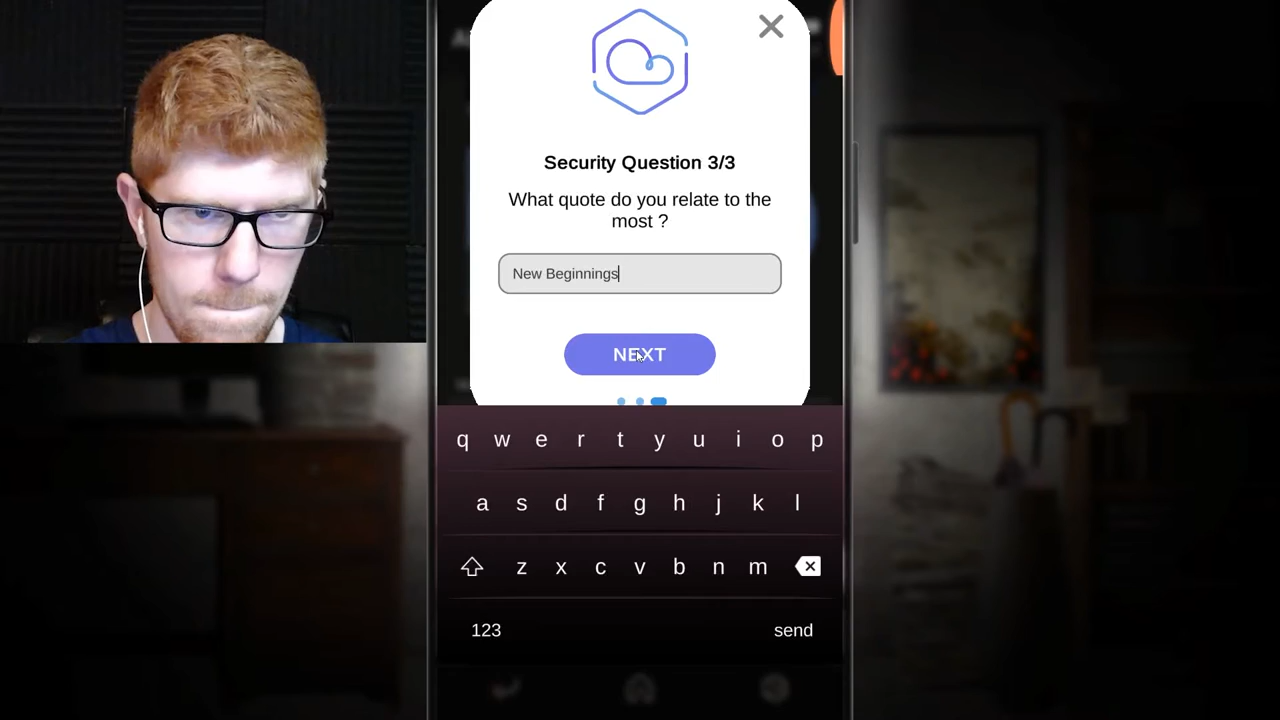 Security Question 3/3
What quote do you relate to the
most ?
New Beginnings
NEXT
q w e r t y u i o p
a s d f g h j k l
z x c v b n m
123 send